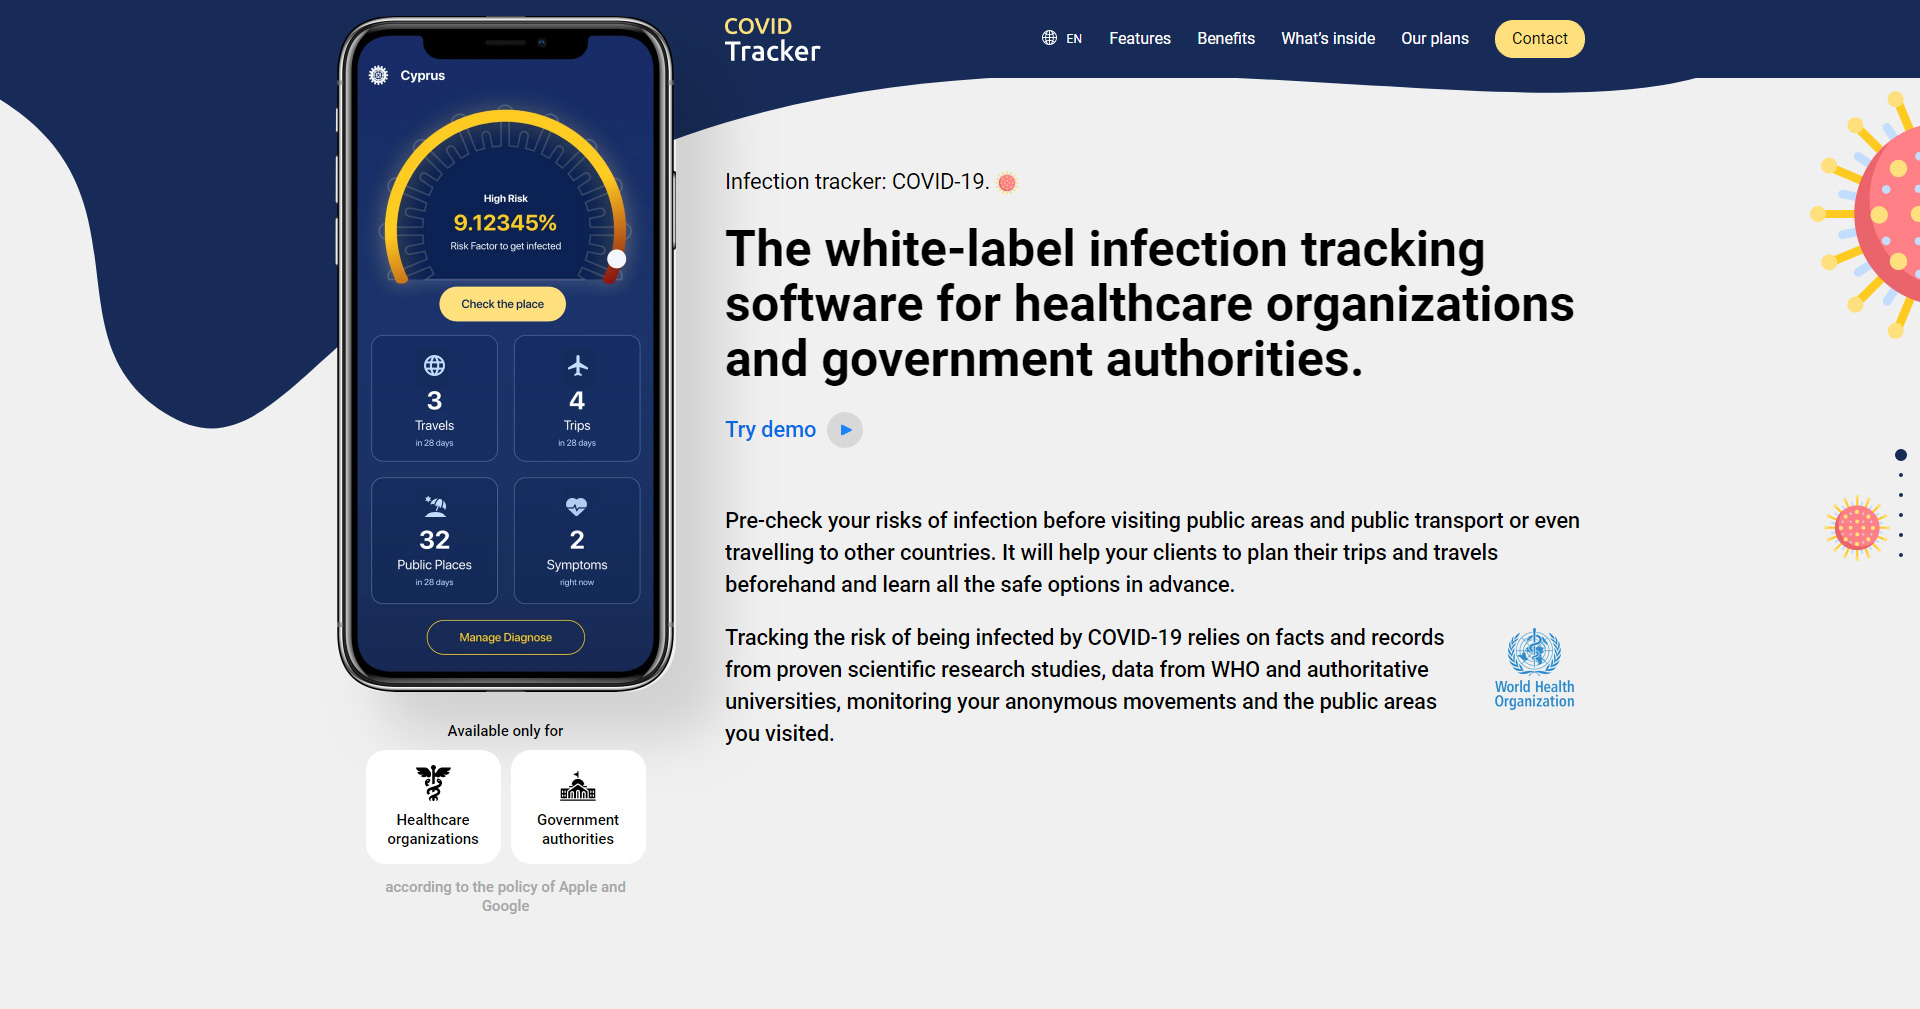 COVID
Tracker
EN
Features
Benefits
What's inside
Our plans
Contact
Cyprus
High Risk
9.12345%
Risk Factor to get infected
Check the place
3
Travels
in 28 days
4
Trips
in 28 days
32
Public Places
in 28 days
2
Symptoms
right now
Manage Diagnose
Available only for
Healthcare
organizations
Government
authorities
according to the policy of Apple and
Google
Infection tracker: COVID-19.
The white-label infection tracking
software for healthcare organizations
and government authorities.
Try demo
Pre-check your risks of infection before visiting public areas and public transport or even
travelling to other countries. It will help your clients to plan their trips and travels
beforehand and learn all the safe options in advance.
Tracking the risk of being infected by COVID-19 relies on facts and records
from proven scientific research studies, data from WHO and authoritative
universities, monitoring your anonymous movements and the public areas
you visited.
World Health
Organization